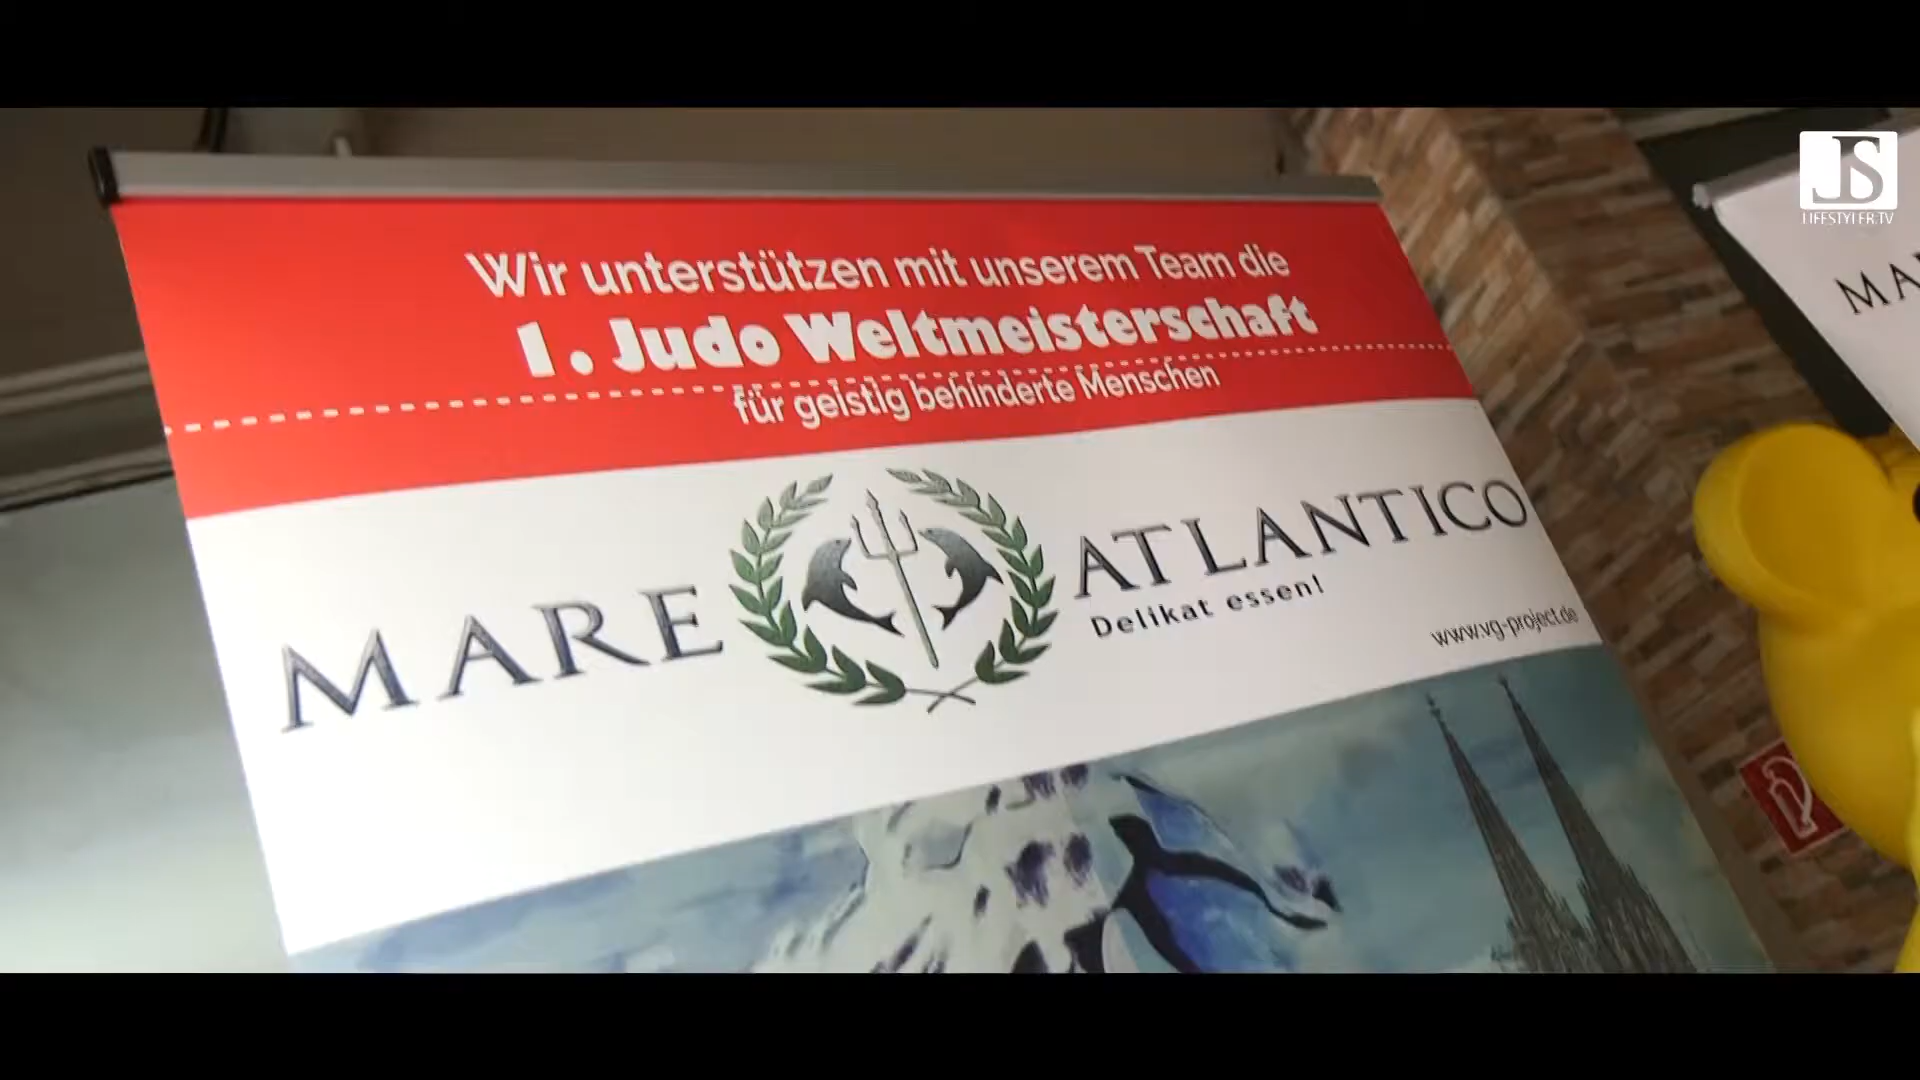 JS
LIFESTYLER.TV
Wir unterstützen mit unserem Team die
1. Judo Weltmeisterschaft
für geistig behinderte Menschen
MARE ATLANTICO
Delikat essen!
www.vg-project.de